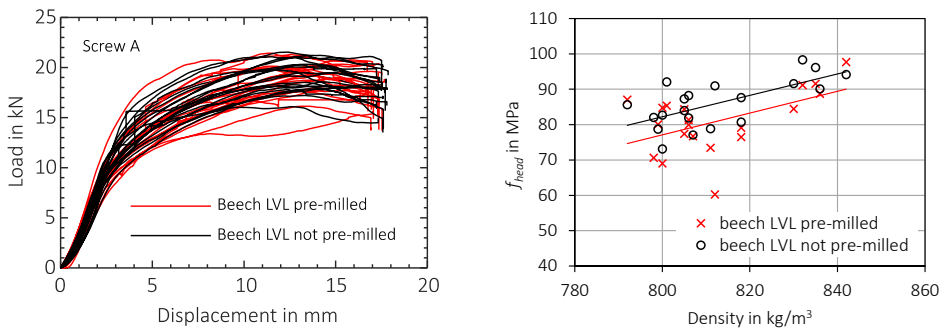 25
20
15
10
5
0
Load in kN
Screw A
Beech LVL pre-milled
Beech LVL not pre-milled
0 5 10 15 20
Displacement in mm
110
100
90
80
70
60
50
40
f_head in MPa
beech LVL pre-milled
beech LVL not pre-milled
780 800 820 840 860
Density in kg/m³